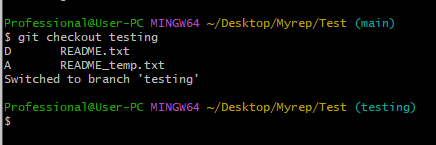 Professional@User-PC MINGW64 ~/Desktop/Myrep/Test (main)
$ git checkout testing
D       README.txt
A       README_temp.txt
Switched to branch 'testing'
Professional@User-PC MINGW64 ~/Desktop/Myrep/Test (testing)
$